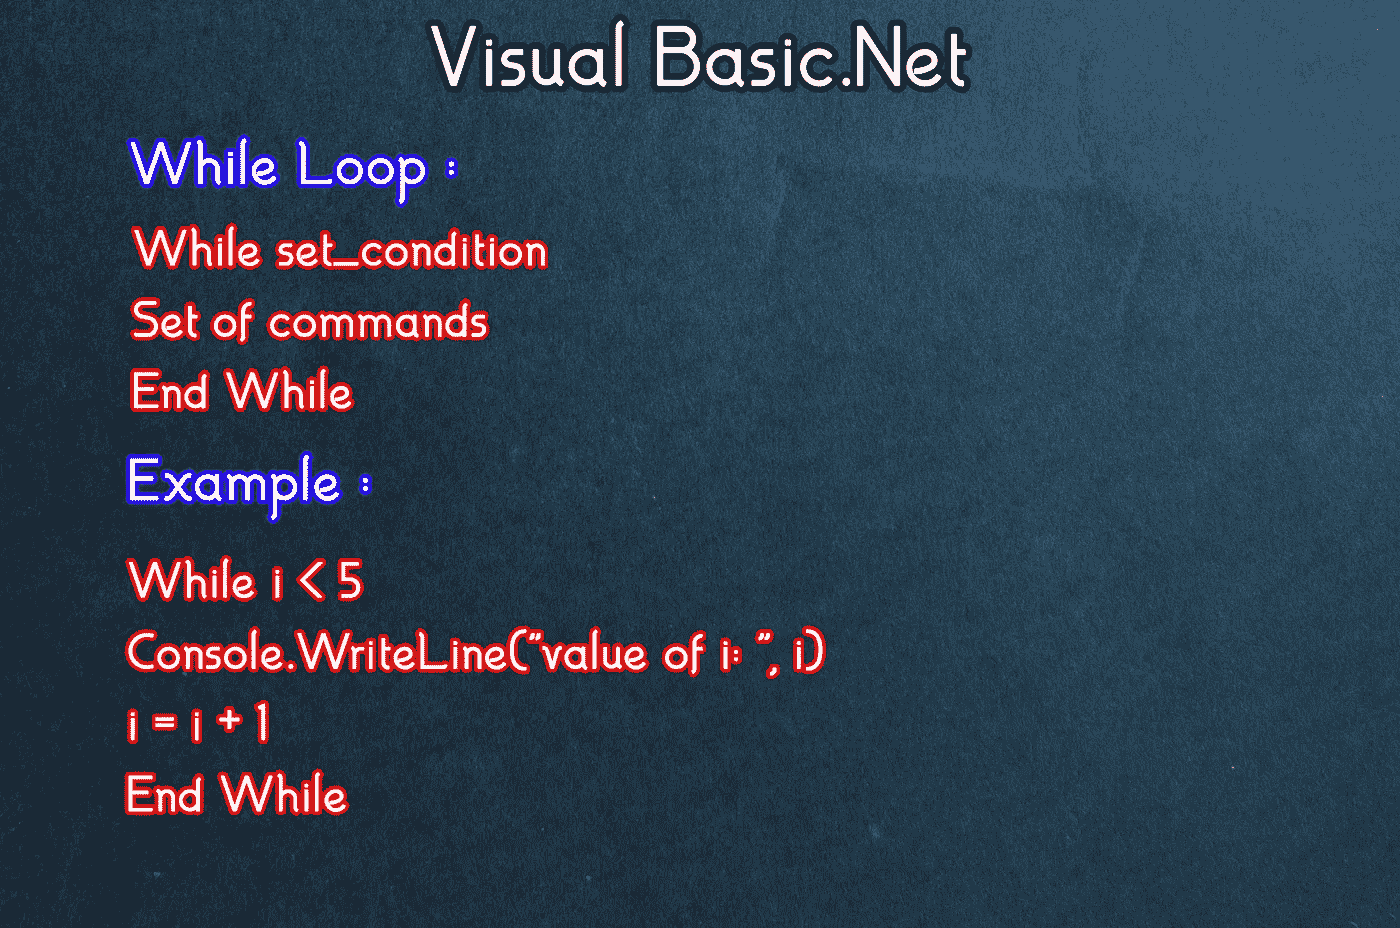 Visual Basic.Net
While Loop :
While set_condition
Set of commands
End While
Example :
While i < 5
Console.WriteLine("value of i: ", i)
i = i + 1
End While